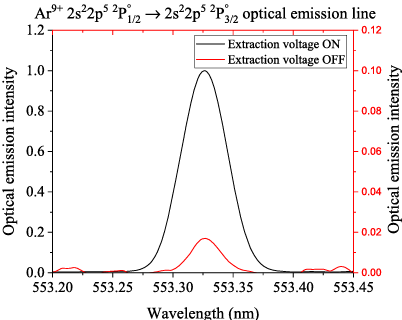 Ar⁹⁺ 2s²2p⁵ ²P°₁/₂ → 2s²2p⁵ ²P°₃/₂ optical emission line
Extraction voltage ON
Extraction voltage OFF
Optical emission intensity
1.2
1.0
0.8
0.6
0.4
0.2
0.0
0.12
0.10
0.08
0.06
0.04
0.02
0.00
Optical emission intensity
553.20 553.25 553.30 553.35 553.40 553.45
Wavelength (nm)